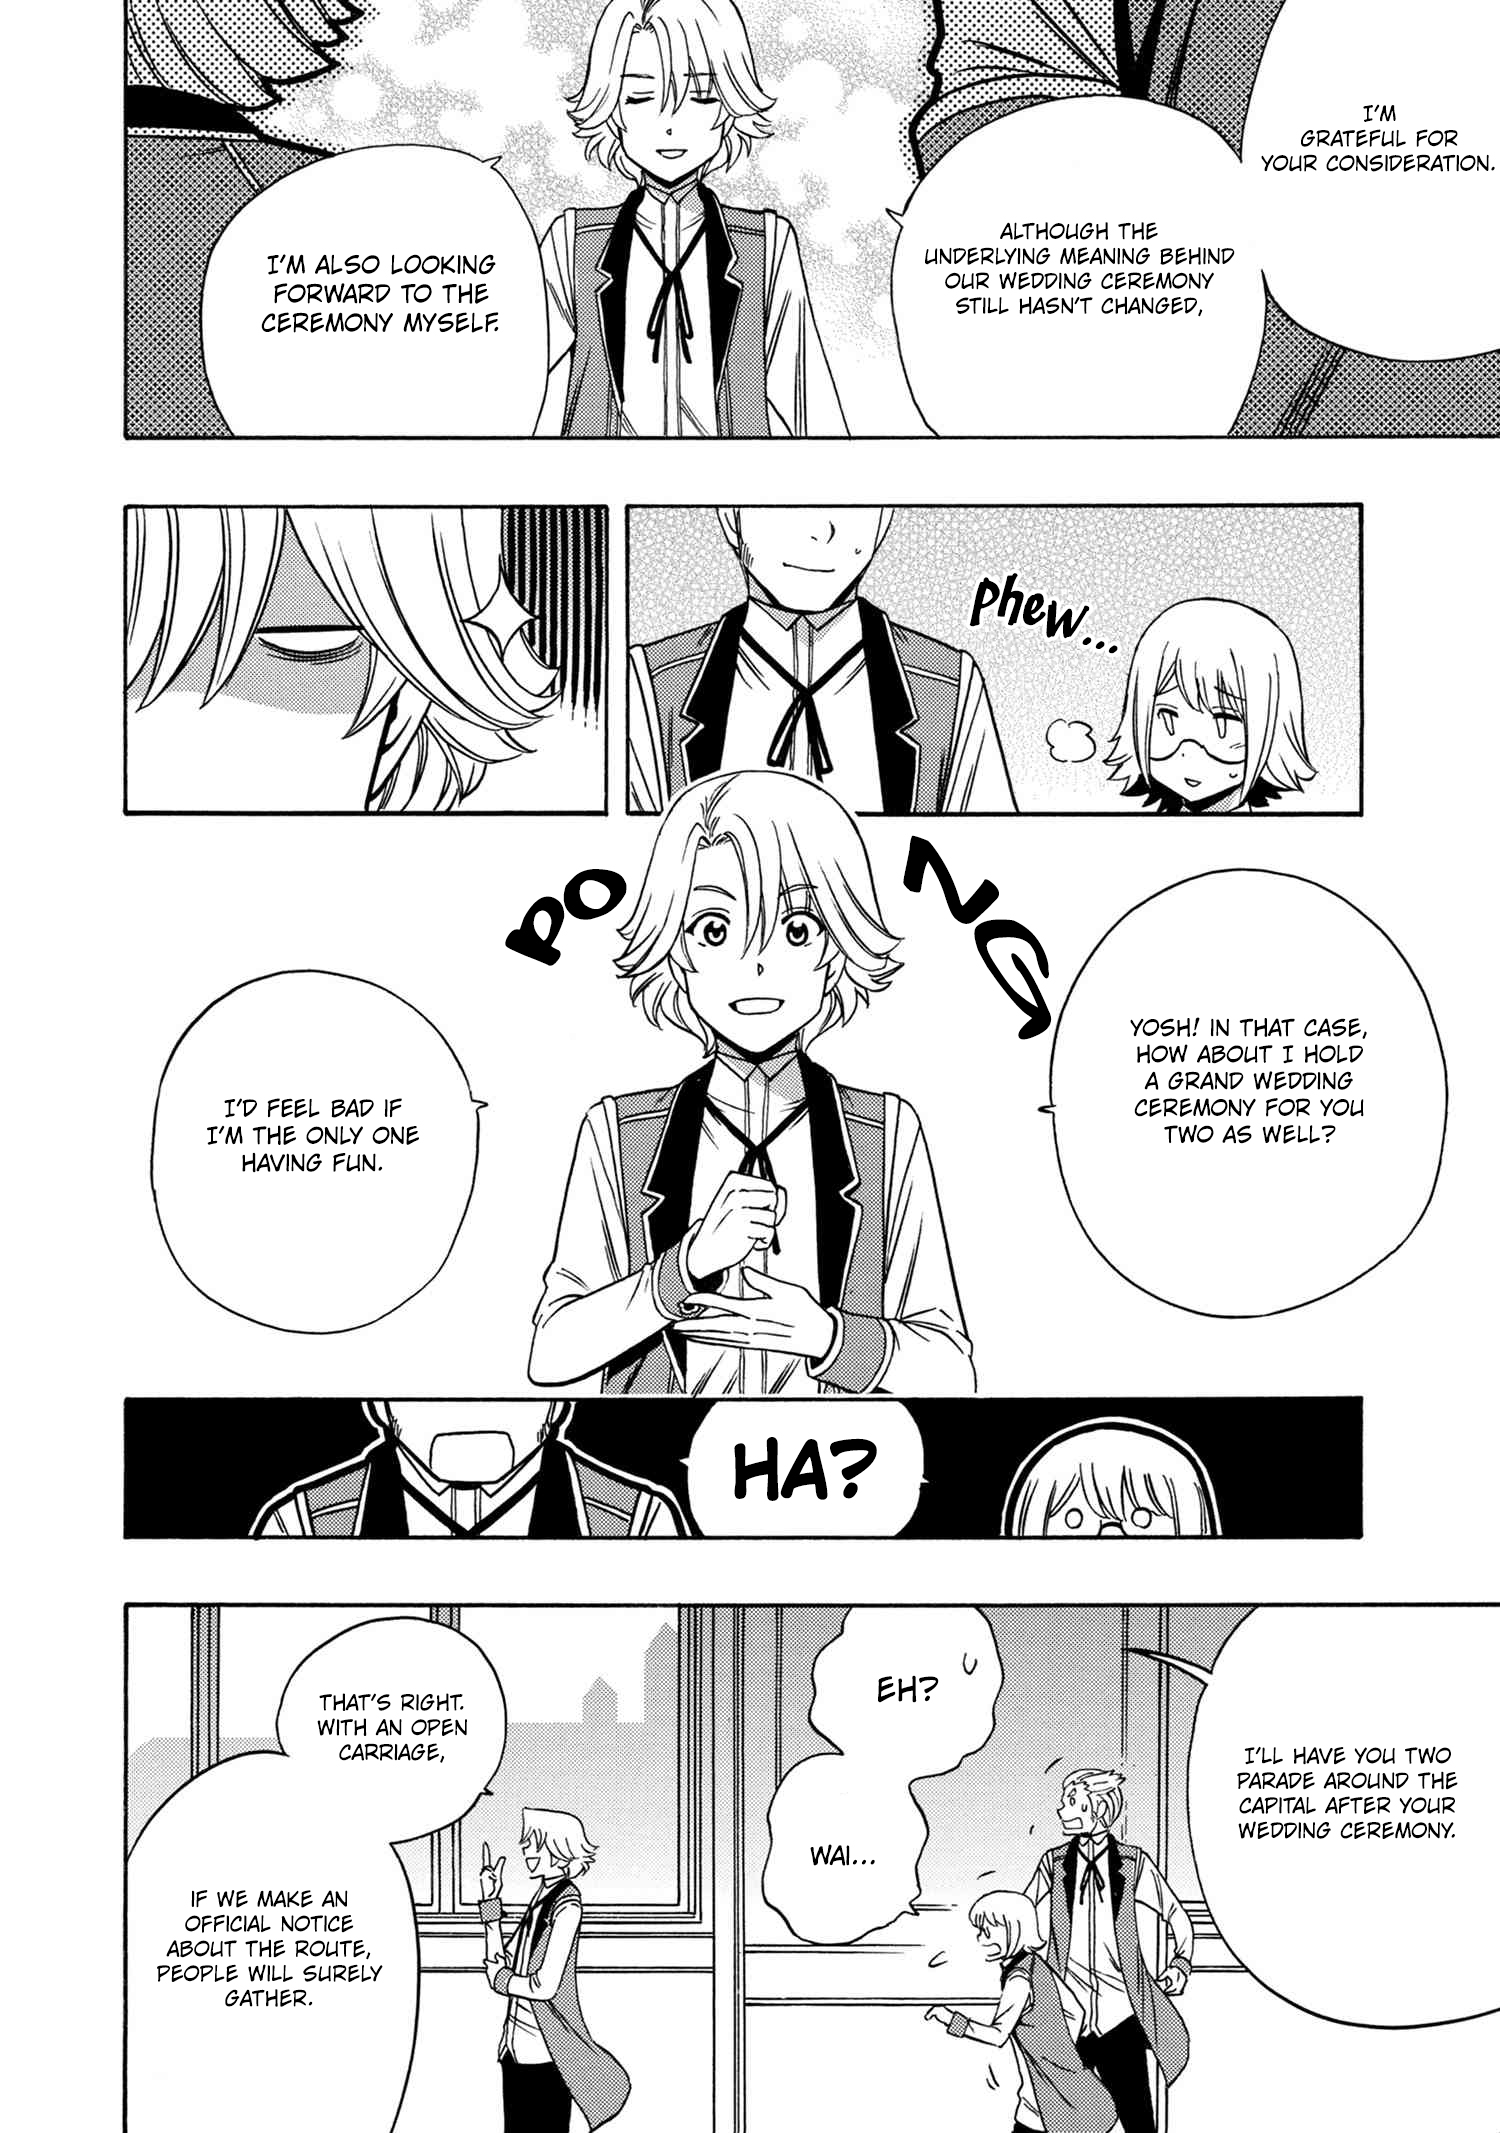 I'M
GRATEFUL FOR
YOUR CONSIDERATION.
ALTHOUGH THE
UNDERLYING MEANING BEHIND
OUR WEDDING CEREMONY
STILL HASN'T CHANGED,
I'M ALSO LOOKING
FORWARD TO THE
CEREMONY MYSELF.
PHEW...
PONG
YOSH! IN THAT CASE,
HOW ABOUT I HOLD
A GRAND WEDDING
CEREMONY FOR YOU
TWO AS WELL?
I'D FEEL BAD IF
I'M THE ONLY ONE
HAVING FUN.
HA?
I'LL HAVE YOU TWO
PARADE AROUND THE
CAPITAL AFTER YOUR
WEDDING CEREMONY.
EH?
WAI...
THAT'S RIGHT.
WITH AN OPEN
CARRIAGE,
IF WE MAKE AN
OFFICIAL NOTICE
ABOUT THE ROUTE,
PEOPLE WILL SURELY
GATHER.